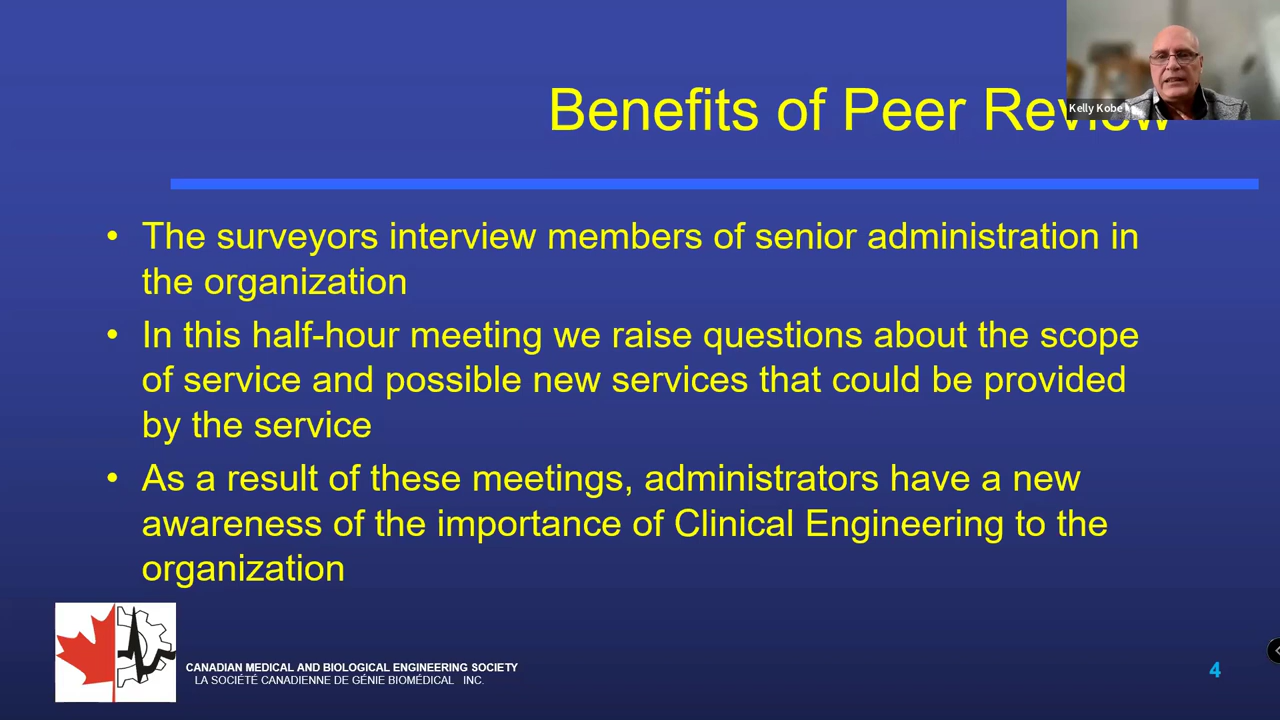 Benefits of Peer Review
Kelly Kobe
• The surveyors interview members of senior administration in
the organization
• In this half-hour meeting we raise questions about the scope
of service and possible new services that could be provided
by the service
• As a result of these meetings, administrators have a new
awareness of the importance of Clinical Engineering to the
organization
CANADIAN MEDICAL AND BIOLOGICAL ENGINEERING SOCIETY
LA SOCIÉTÉ CANADIENNE DE GÉNIE BIOMÉDICAL INC.
4